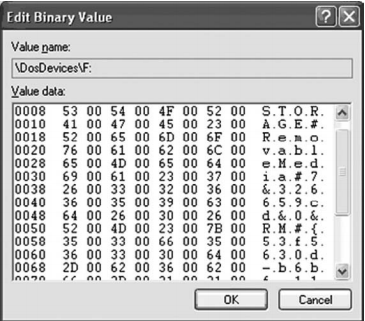 Edit Binary Value
Value name:
\DosDevices\F:
Value data:
0008 53 00 54 00 4F 00 52 00 S.T.O.R.
0010 41 00 47 00 45 00 23 00 A.G.E.#.
0018 52 00 65 00 6D 00 6F 00 R.e.m.o.
0020 76 00 61 00 62 00 6C 00 v.a.b.l.
0028 65 00 4D 00 65 00 64 00 e.M.e.d.
0030 69 00 61 00 23 00 37 00 i.a.#.7.
0038 26 00 33 00 32 00 36 00 &.3.2.6.
0040 36 00 35 00 39 00 63 00 6.5.9.c.
0048 64 00 26 00 30 00 26 00 d.&.0.&.
0050 52 00 4D 00 23 00 7B 00 R.M.#.{.
0058 35 00 33 00 66 00 35 00 5.3.f.5.
0060 36 00 33 00 30 00 64 00 6.3.0.d.
0068 2D 00 62 00 36 00 62 00 -.b.6.b.
OK Cancel